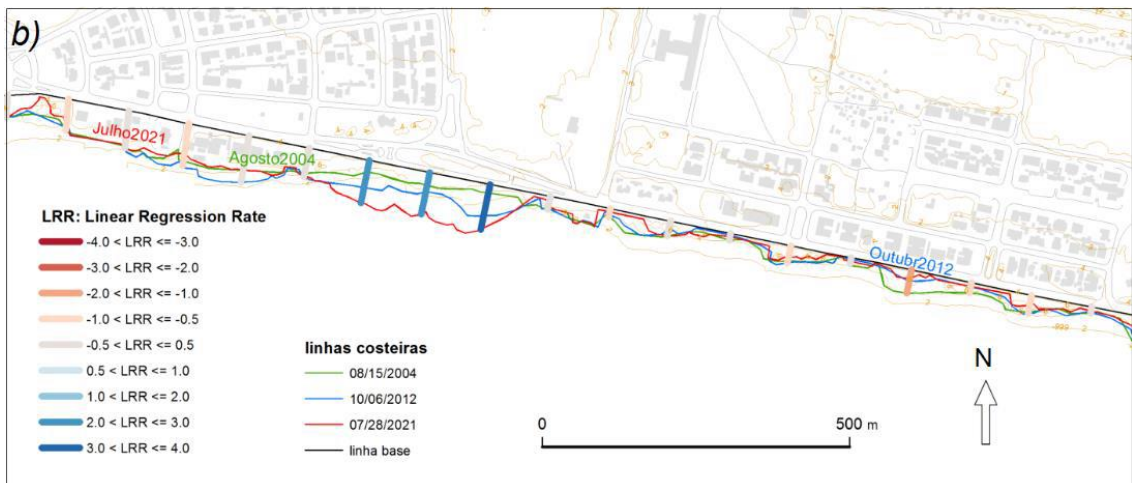 b)
Julho2021
Agosto2004
Outubr2012
LRR: Linear Regression Rate
-4.0 < LRR <= -3.0
-3.0 < LRR <= -2.0
-2.0 < LRR <= -1.0
-1.0 < LRR <= -0.5
-0.5 < LRR <= 0.5
0.5 < LRR <= 1.0
1.0 < LRR <= 2.0
2.0 < LRR <= 3.0
3.0 < LRR <= 4.0
linhas costeiras
08/15/2004
10/06/2012
07/28/2021
linha base
0 500 m
N
-999